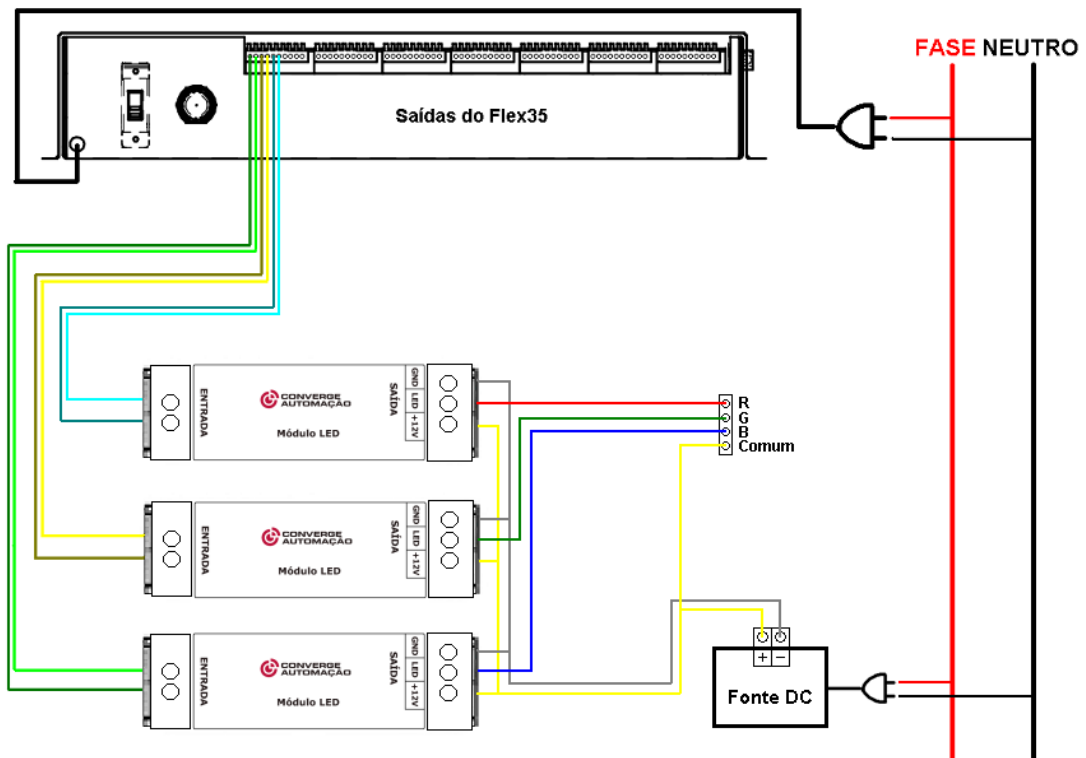 FASE NEUTRO
Saídas do Flex35
ENTRADA
CONVERGE
AUTOMAÇÃO
Módulo LED
SAÍDA
GND
LED
+12V
R
G
B
Comum
ENTRADA
CONVERGE
AUTOMAÇÃO
Módulo LED
SAÍDA
GND
LED
+12V
ENTRADA
CONVERGE
AUTOMAÇÃO
Módulo LED
SAÍDA
GND
LED
+12V
+ −
Fonte DC